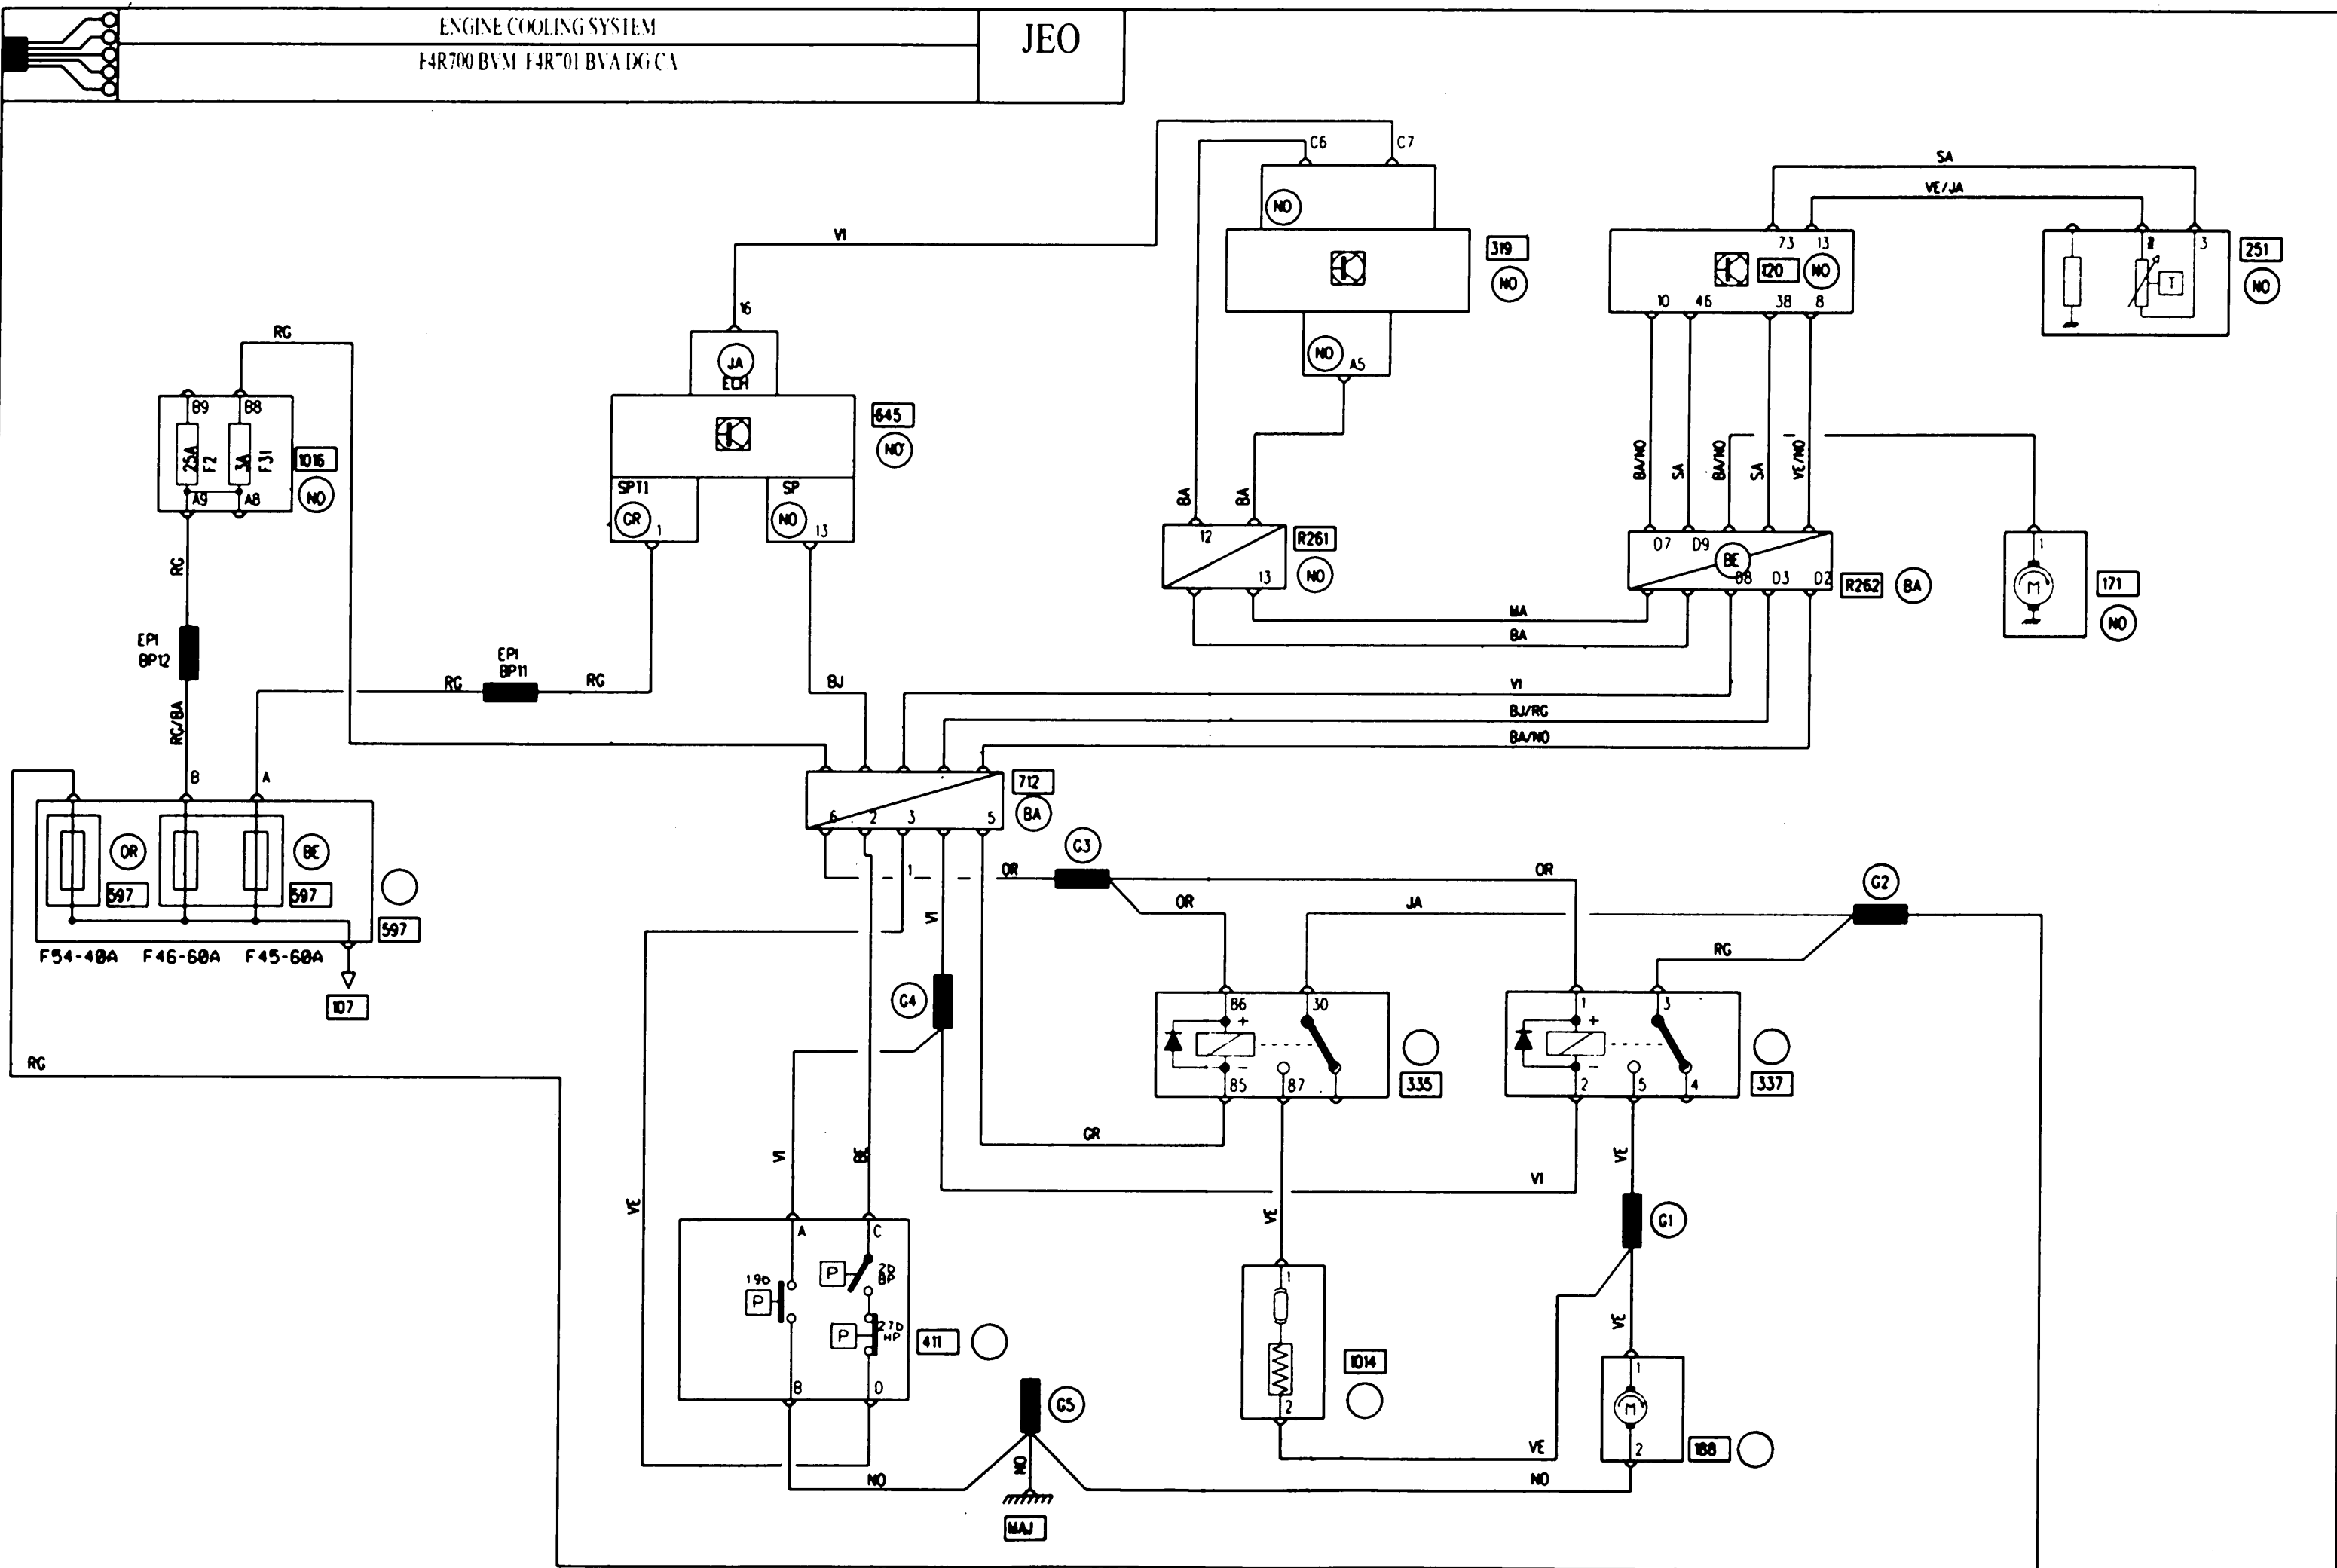 ENGINE COOLING SYSTEM
F4R700 BVM F4R701 BVA DG CA
JEO
C6
C7
NO
319
NO
NO
A5
SA
VE/JA
73
13
120
NO
10
46
38
8
3
T
251
NO
VI
16
JA
ECH
645
NO
SPT1
GR
1
SP
NO
13
RG
B9
B8
25A
F2
3A
F31
A9
A8
1016
NO
RG
EP1
BP12
RG/BA
RG
EP1
BP11
RG
BJ
BA
BA
12
13
R261
NO
BA/NO
SA
BA/NO
SA
VE/NO
D7
D9
BE
D8
D3
D2
R262
BA
1
M
171
NO
MA
BA
VI
BJ/RG
BA/NO
B
A
OR
597
BE
597
597
F54-40A
F46-60A
F45-60A
107
RG
712
BA
6
2
3
5
1
OR
G3
OR
OR
JA
G2
RG
VI
G4
86
30
+
-
85
87
335
1
3
+
-
2
5
4
337
GR
VI
VI
BE
VE
VE
VE
G1
VE
A
C
19b
P
P
2b
BP
P
27b
HP
B
D
411
G5
NO
NO
MAJ
1
2
1014
VE
NO
1
M
2
188